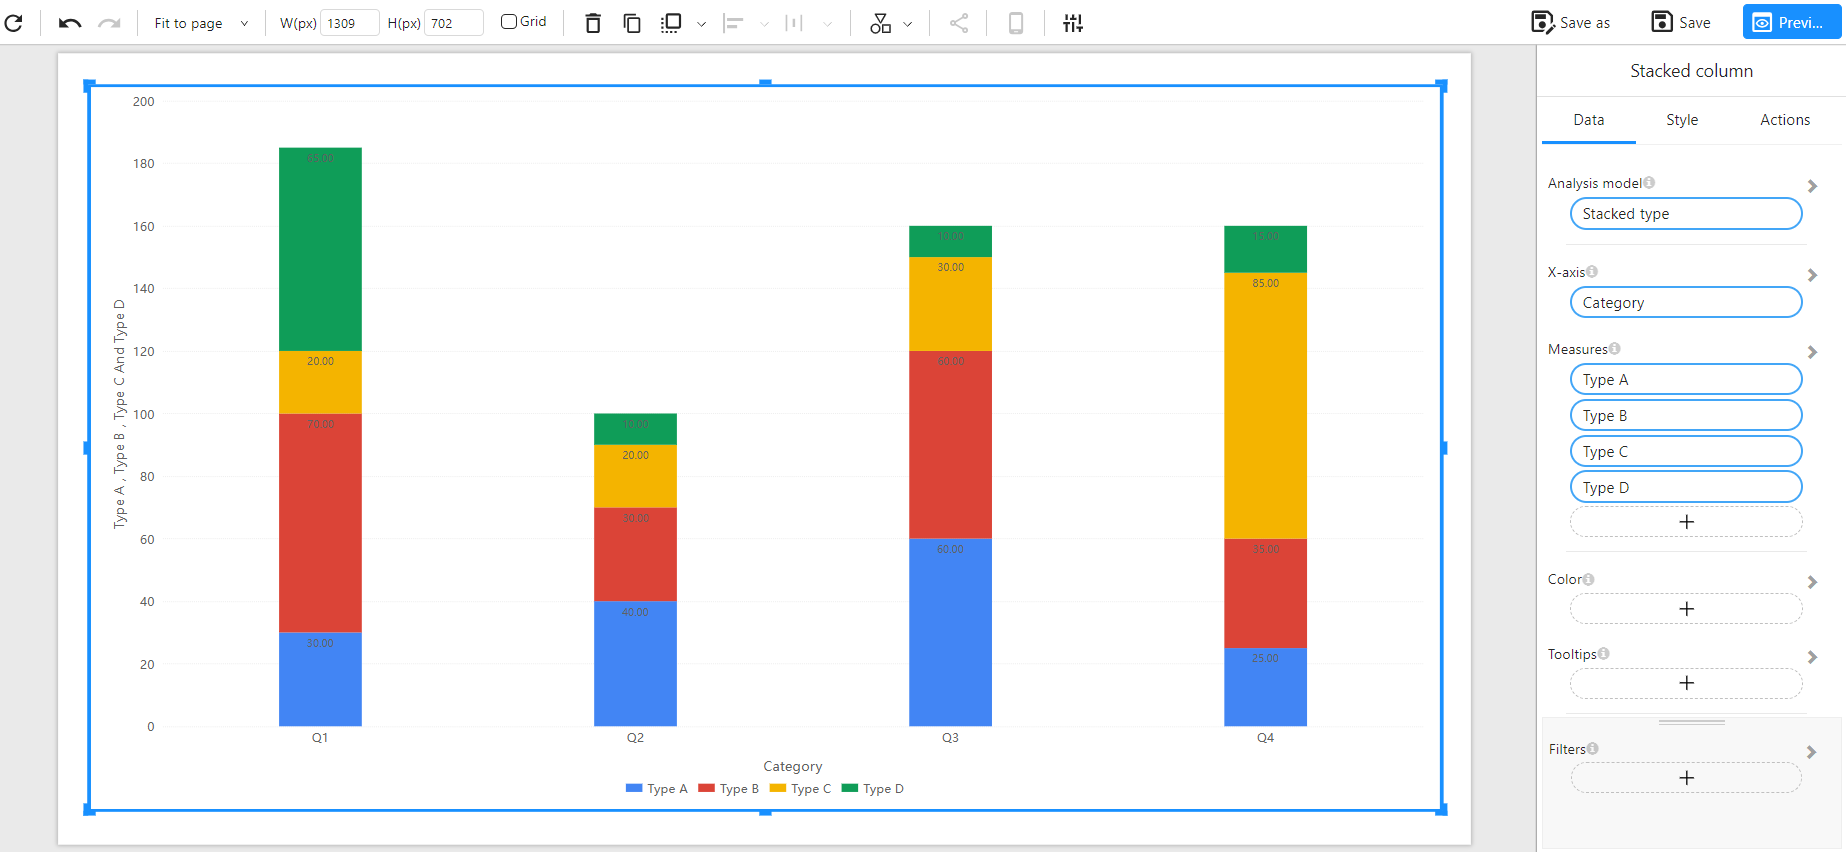 Fit to page W(px) 1309 H(px) 702 Grid Save as Save Previ...
Stacked column
Data Style Actions
Analysis model
Stacked type
X-axis
Category
Measures
Type A
Type B
Type C
Type D
Color
Tooltips
Filters
Type A , Type B , Type C And Type D
200
180
160
140
120
100
80
60
40
20
0
65.00
20.00
70.00
30.00
10.00
20.00
30.00
40.00
10.00
30.00
60.00
60.00
15.00
85.00
35.00
25.00
Q1 Q2 Q3 Q4
Category
Type A Type B Type C Type D